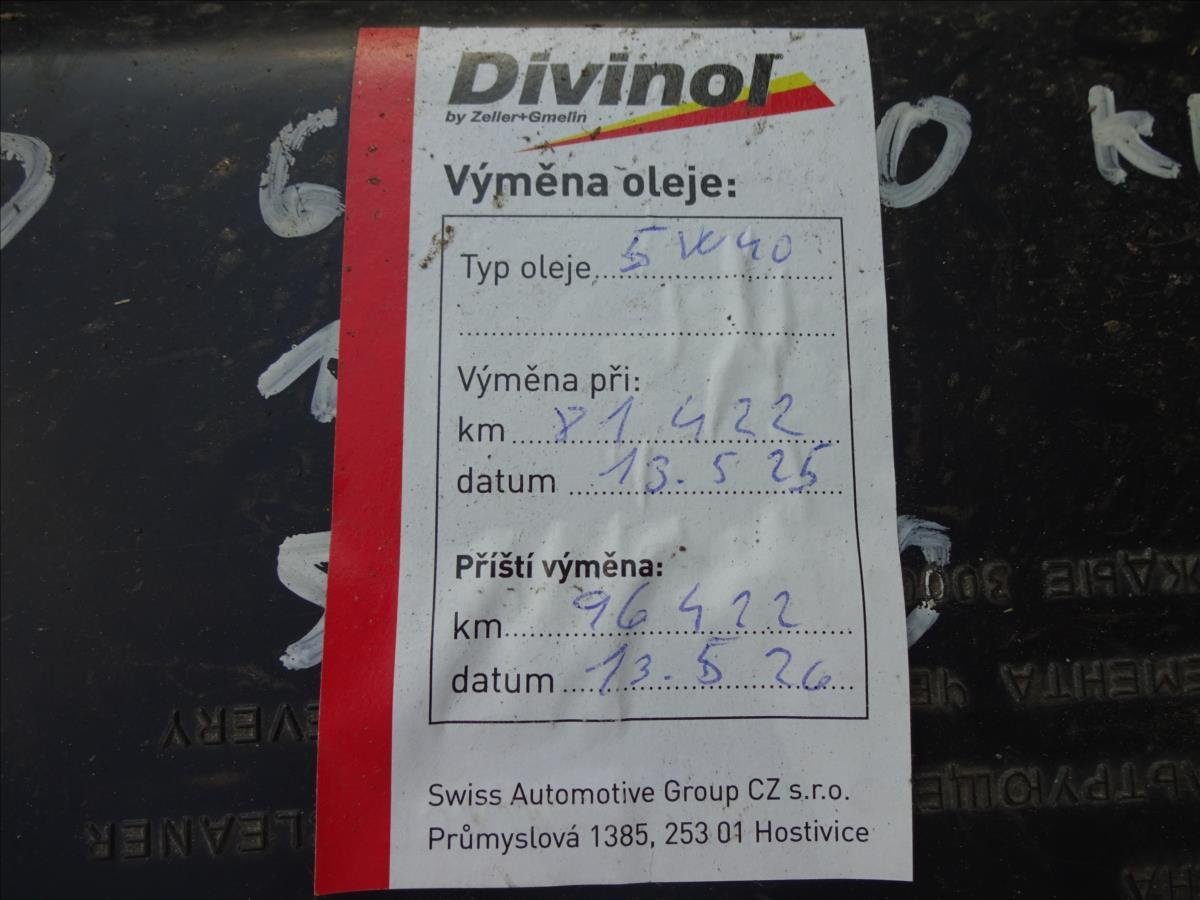 Divinol
by Zeller+Gmelin
Výměna oleje:
Typ oleje 5W40
Výměna při:
km 81 422
datum 13. 5 25
Příští výměna:
km 96 422
datum 13. 5 26
Swiss Automotive Group CZ s.r.o.
Průmyslová 1385, 253 01 Hostivice
EVERY